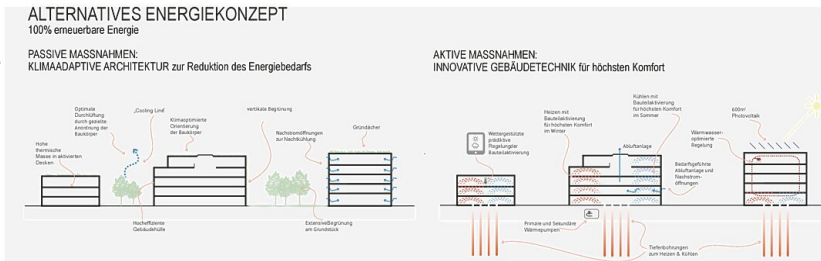 ALTERNATIVES ENERGIEKONZEPT
100% erneuerbare Energie
PASSIVE MASSNAHMEN:
KLIMAADAPTIVE ARCHITEKTUR zur Reduktion des Energiebedarfs
Optimale
Durchlüftung
durch gezielte
Anordnung der
Baukörper
„Cooling Lind“
Klimaoptimierte
Orientierung
der Baukörper
vertikale Begrünung
Nachstromöffnungen
zur Nachtkühlung
Gründächer
Hohe
thermische
Masse in aktivierten
Decken
Hocheffiziente
Gebäudehülle
Extensive Begrünung
am Grundstück
AKTIVE MASSNAHMEN:
INNOVATIVE GEBÄUDETECHNIK für höchsten Komfort
Wettergestützte
prädiktive
Regelung der
Bauteilaktivierung
Heizen mit
Bauteilaktivierung
für höchsten Komfort
im Winter
Kühlen mit
Bauteilaktivierung
für höchsten Komfort
im Sommer
Abluftanlage
600m²
Photovoltaik
Warmwasser-
optimierte
Regelung
Bedarfsgeführte
Abluftanlage und
Nachstrom-
öffnungen
Primäre und Sekundäre
Wärmepumpen
Tiefenbohrungen
zum Heizen & Kühlen